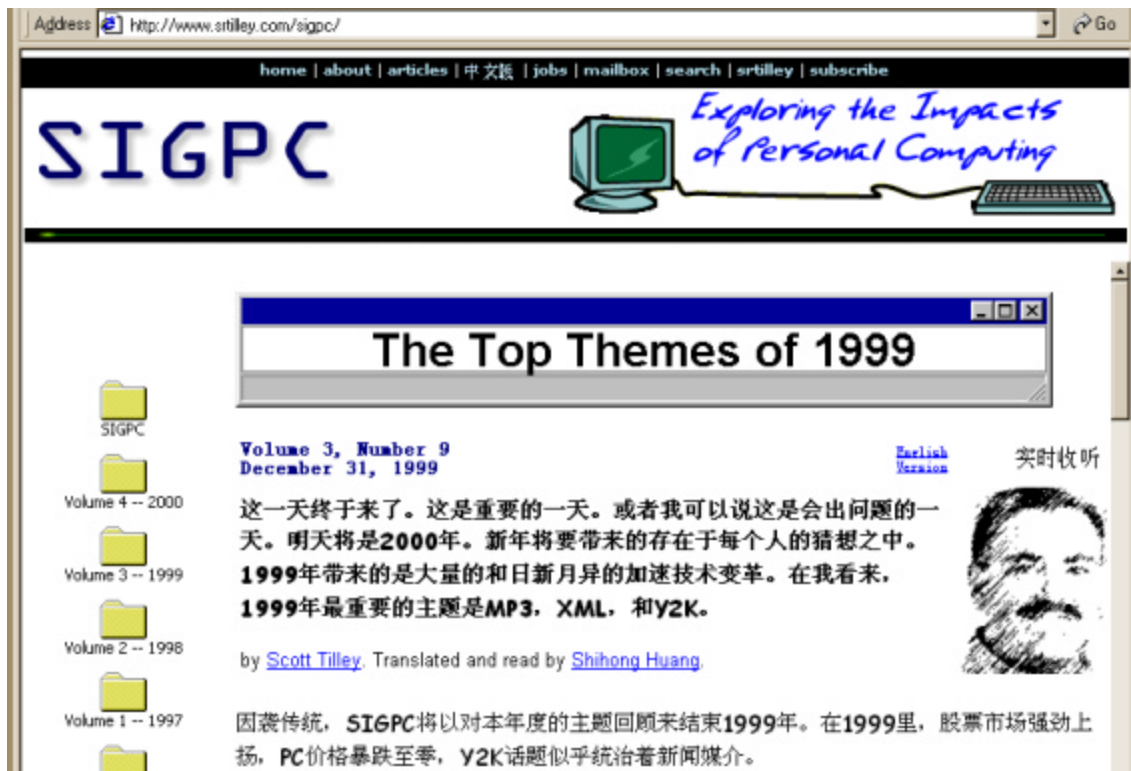 Address http://www.srtilley.com/sigpc/ Go
home | about | articles | 中文版 | jobs | mailbox | search | srtilley | subscribe
SIGPC
Exploring the Impacts
of Personal Computing
The Top Themes of 1999
SIGPC
Volume 4 -- 2000
Volume 3 -- 1999
Volume 2 -- 1998
Volume 1 -- 1997
Volume 3, Number 9
December 31, 1999
English
Version
实时收听
这一天终于来了。这是重要的一天。或者我可以说这是会出问题的一
天。明天将是2000年。新年将要带来的存在于每个人的猜想之中。
1999年带来的是大量的和日新月异的加速技术变革。在我看来，
1999年最重要的主题是MP3，XML，和Y2K。
by Scott Tilley. Translated and read by Shihong Huang.
因袭传统，SIGPC将以对本年度的主题回顾来结束1999年。在1999里，股票市场强劲上
扬，PC价格暴跌至零，Y2K话题似乎统治着新闻媒介。